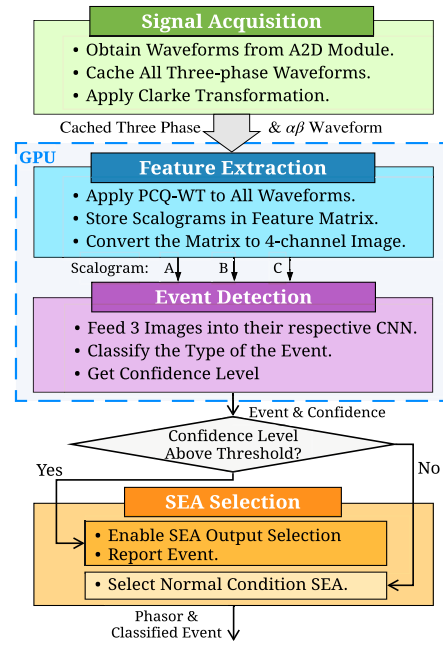 Signal Acquisition
• Obtain Waveforms from A2D Module.
• Cache All Three-phase Waveforms.
• Apply Clarke Transformation.
Cached Three Phase & αβ Waveform
GPU
Feature Extraction
• Apply PCQ-WT to All Waveforms.
• Store Scalograms in Feature Matrix.
• Convert the Matrix to 4-channel Image.
Scalogram: A B C
Event Detection
• Feed 3 Images into their respective CNN.
• Classify the Type of the Event.
• Get Confidence Level
Event & Confidence
Confidence Level
Above Threshold?
Yes
No
SEA Selection
• Enable SEA Output Selection
• Report Event.
• Select Normal Condition SEA.
Phasor &
Classified Event